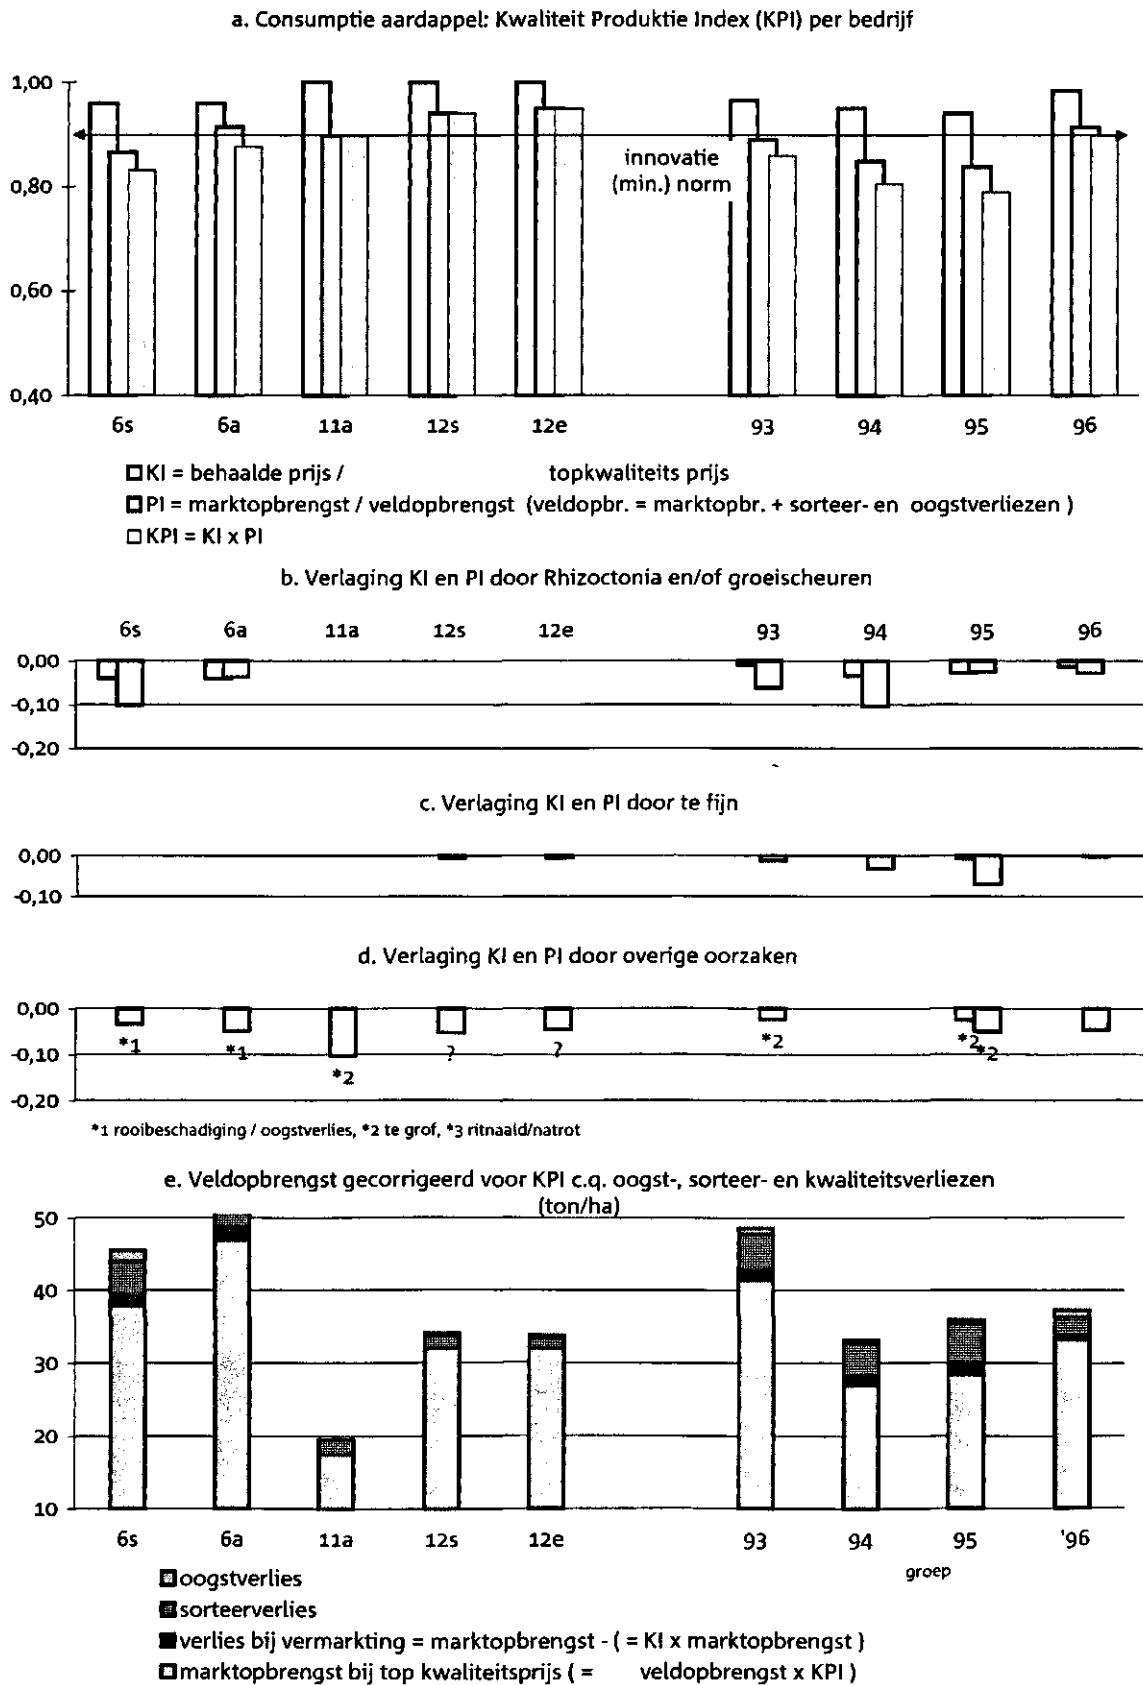 a. Consumptie aardappel: Kwaliteit Produktie Index (KPI) per bedrijf
1,00
0,80
0,60
0,40
innovatie
(min.) norm
6s 6a 11a 12s 12e 93 94 95 96
KI = behaalde prijs / topkwaliteits prijs
PI = marktopbrengst / veldopbrengst (veldopbr. = marktopbr. + sorteer- en oogstverliezen )
KPI = KI x PI
b. Verlaging KI en PI door Rhizoctonia en/of groeischeuren
6s 6a 11a 12s 12e 93 94 95 96
0,00
-0,10
-0,20
c. Verlaging KI en PI door te fijn
0,00
-0,10
d. Verlaging KI en PI door overige oorzaken
0,00
-0,10
-0,20
*1 *1 *2 ? ? *2 *2 *2
*1 rooibeschadiging / oogstverlies, *2 te grof, *3 ritnaald/natrot
e. Veldopbrengst gecorrigeerd voor KPI c.q. oogst-, sorteer- en kwaliteitsverliezen
(ton/ha)
50
40
30
20
10
6s 6a 11a 12s 12e 93 94 95 '96
groep
oogstverlies
sorteerverlies
verlies bij vermarkting = marktopbrengst - ( = KI x marktopbrengst )
marktopbrengst bij top kwaliteitsprijs ( = veldopbrengst x KPI )